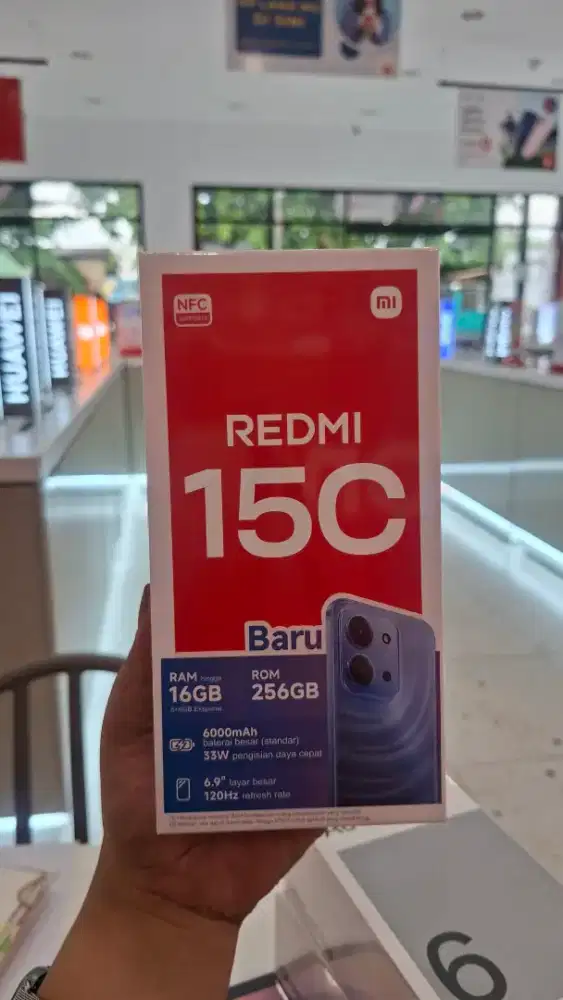 HUAWEI
NFC
mi
REDMI
15C
Baru
RAM hingga
16GB
ROM
256GB
6000mAh
baterai besar (standar)
33W pengisian daya cepat
6.9" layar besar
120Hz refresh rate
6